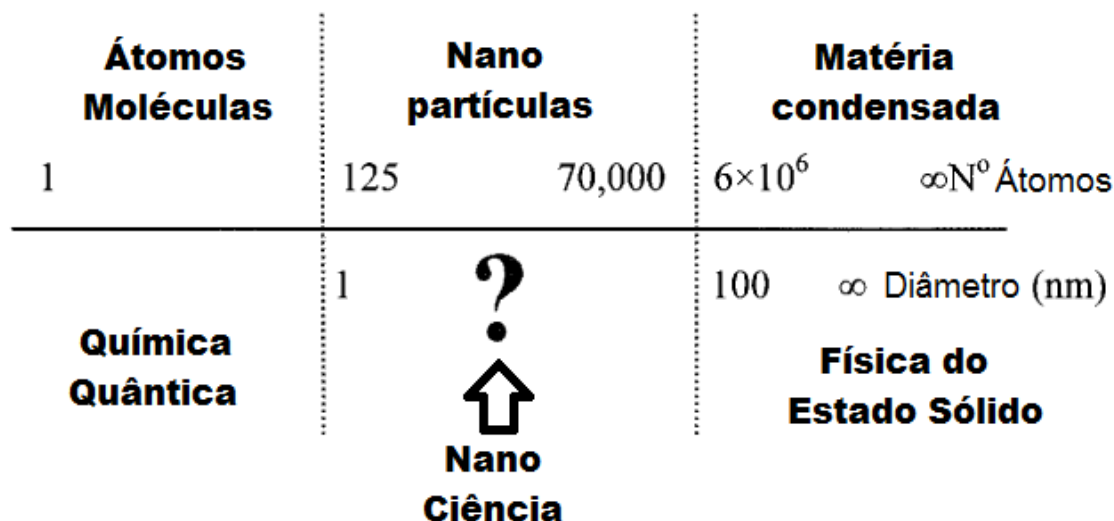 Átomos
Moléculas
Nano
partículas
Matéria
condensada
1 125 70,000 6×10⁶ ∞Nº Átomos
1 ? 100 ∞ Diâmetro (nm)
Química
Quântica
Física do
Estado Sólido
Nano
Ciência